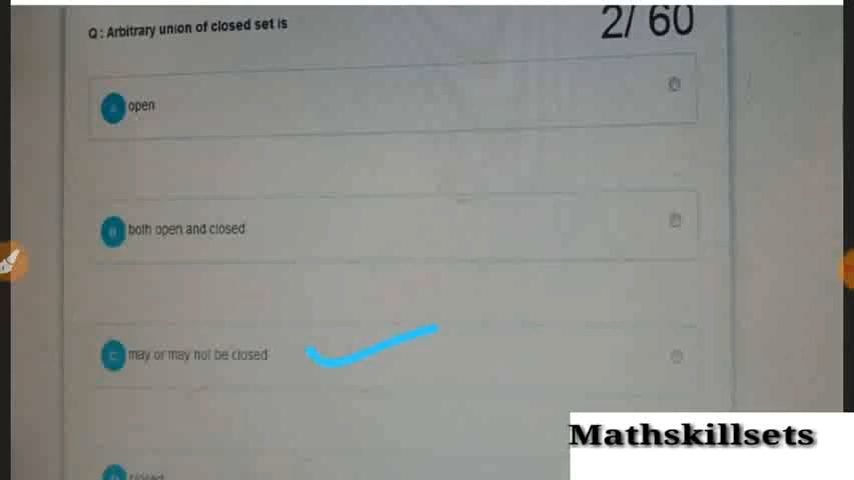 Q : Arbitrary union of closed set is
2/ 60
A open
B both open and closed
C may or may not be closed
D closed
Mathskillsets